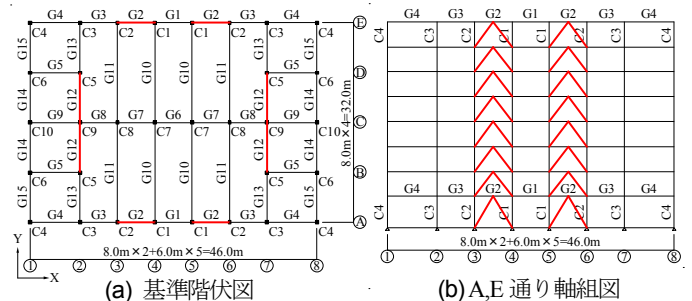 G4 G3 G2 G1 G2 G3 G4
C4 C3 C2 C1 C1 C2 C3 C4
G15 G13 G11 G10 G10 G11 G13 G15
G5 G5
C6 C5 C5 C6
G14 G12 G12 G14
G9 G8 G7 G6 G7 G8 G9
C10 C9 C8 C7 C7 C8 C9 C10
G14 G12 G11 G10 G10 G11 G12 G14
G5 G5
C6 C5 C5 C6
G15 G13 G13 G15
G4 G3 G2 G1 G2 G3 G4
C4 C3 C2 C1 C1 C2 C3 C4
8.0m×2+6.0m×5=46.0m
8.0m×4=32.0m
Ⓔ
Ⓓ
Ⓒ
Ⓑ
Ⓐ
Y
X
① ② ③ ④ ⑤ ⑥ ⑦ ⑧
(a) 基準階伏図
G4 G3 G2 G1 G2 G3 G4
C4 C3 C2 C1 C1 C2 C3 C4
G4 G3 G2 G1 G2 G3 G4
C4 C3 C2 C1 C1 C2 C3 C4
8.0m×2+6.0m×5=46.0m
① ② ③ ④ ⑤ ⑥ ⑦ ⑧
(b) A,E 通り軸組図